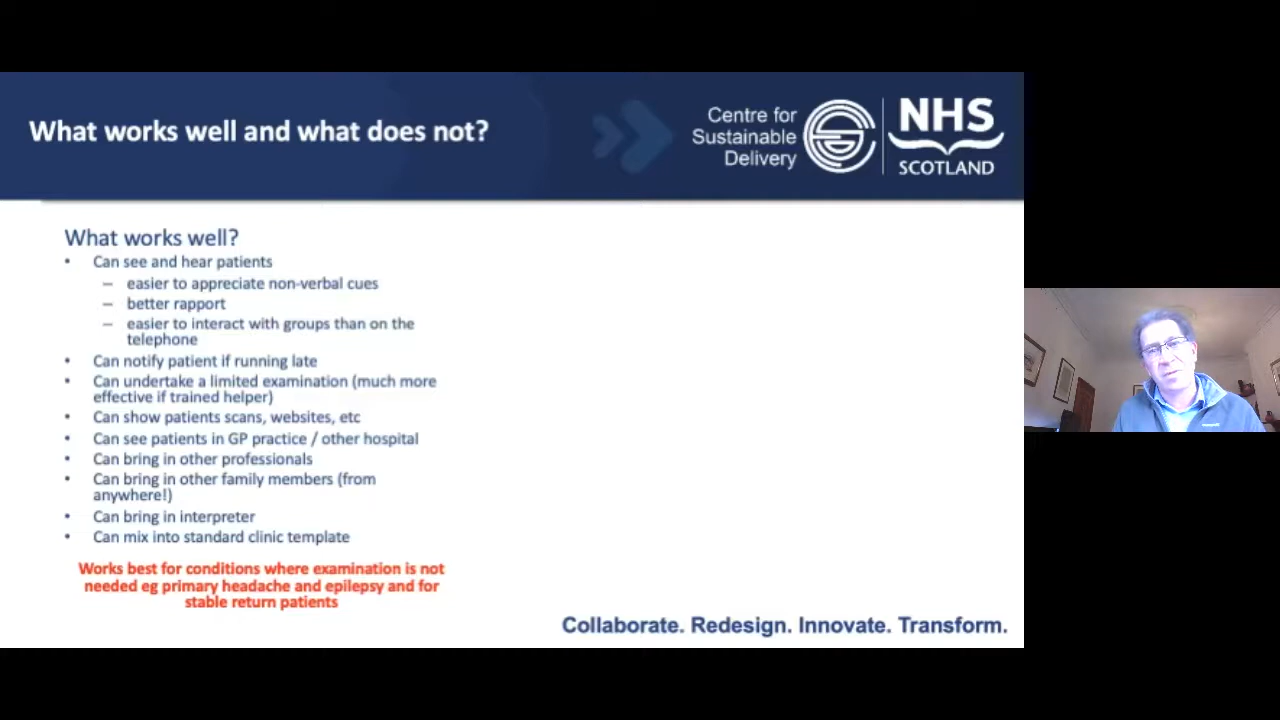 What works well and what does not?
Centre for
Sustainable
Delivery
NHS
SCOTLAND
What works well?
• Can see and hear patients
– easier to appreciate non-verbal cues
– better rapport
– easier to interact with groups than on the
telephone
• Can notify patient if running late
• Can undertake a limited examination (much more
effective if trained helper)
• Can show patients scans, websites, etc
• Can see patients in GP practice / other hospital
• Can bring in other professionals
• Can bring in other family members (from
anywhere!)
• Can bring in interpreter
• Can mix into standard clinic template
Works best for conditions where examination is not
needed eg primary headache and epilepsy and for
stable return patients
Collaborate. Redesign. Innovate. Transform.